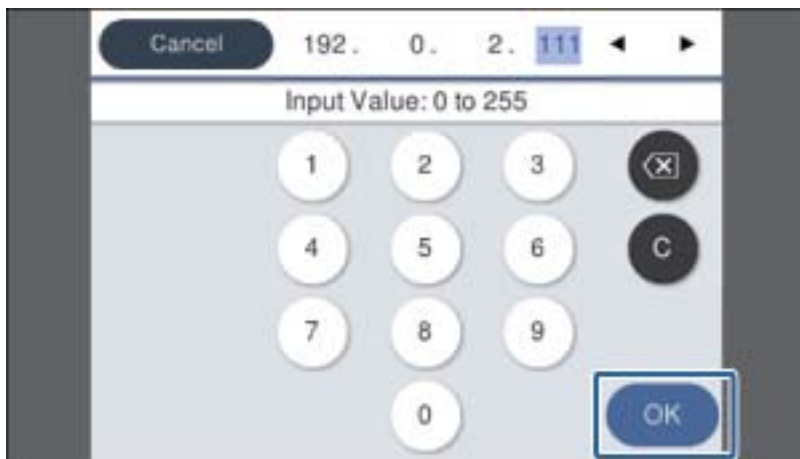 Cancel 192. 0. 2. 111 ◄ ►
Input Value: 0 to 255
1 2 3
4 5 6 C
7 8 9
0 OK